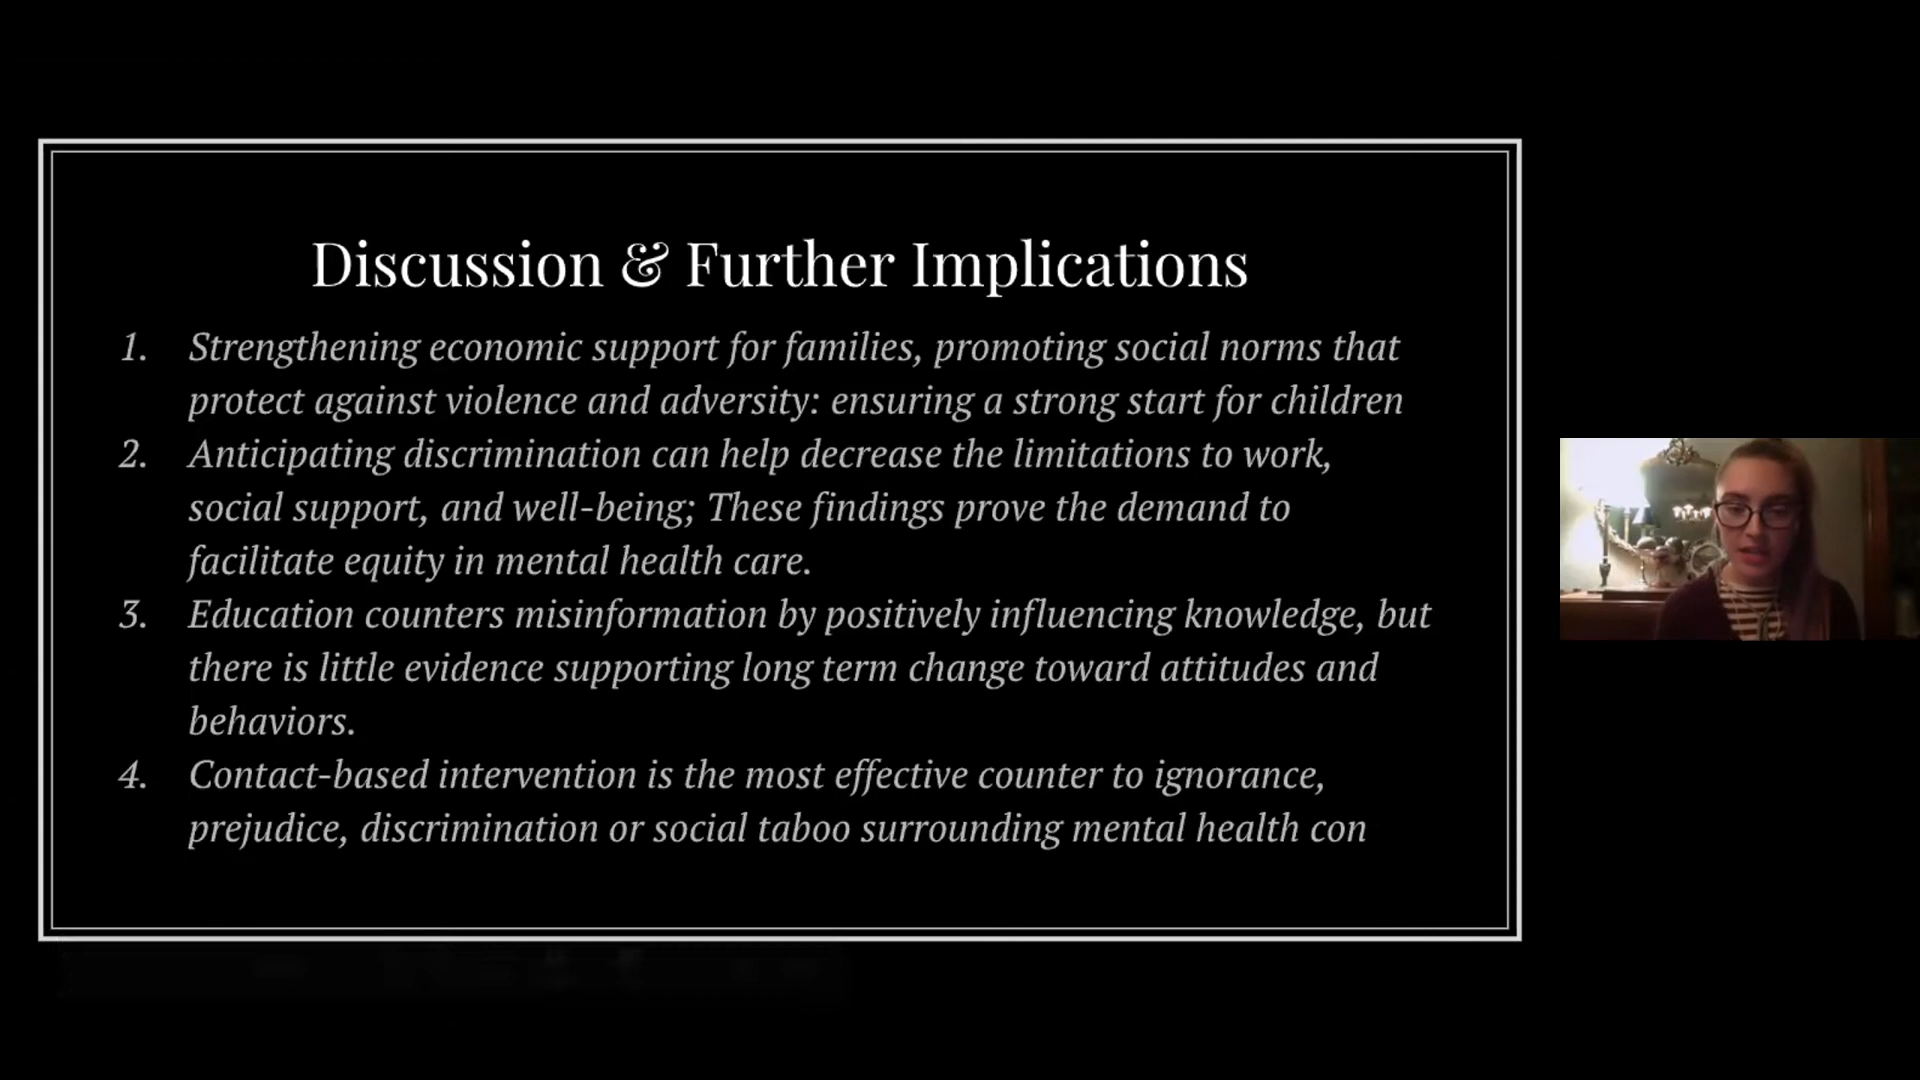 Discussion & Further Implications
1. Strengthening economic support for families, promoting social norms that
protect against violence and adversity: ensuring a strong start for children
2. Anticipating discrimination can help decrease the limitations to work,
social support, and well-being; These findings prove the demand to
facilitate equity in mental health care.
3. Education counters misinformation by positively influencing knowledge, but
there is little evidence supporting long term change toward attitudes and
behaviors.
4. Contact-based intervention is the most effective counter to ignorance,
prejudice, discrimination or social taboo surrounding mental health con